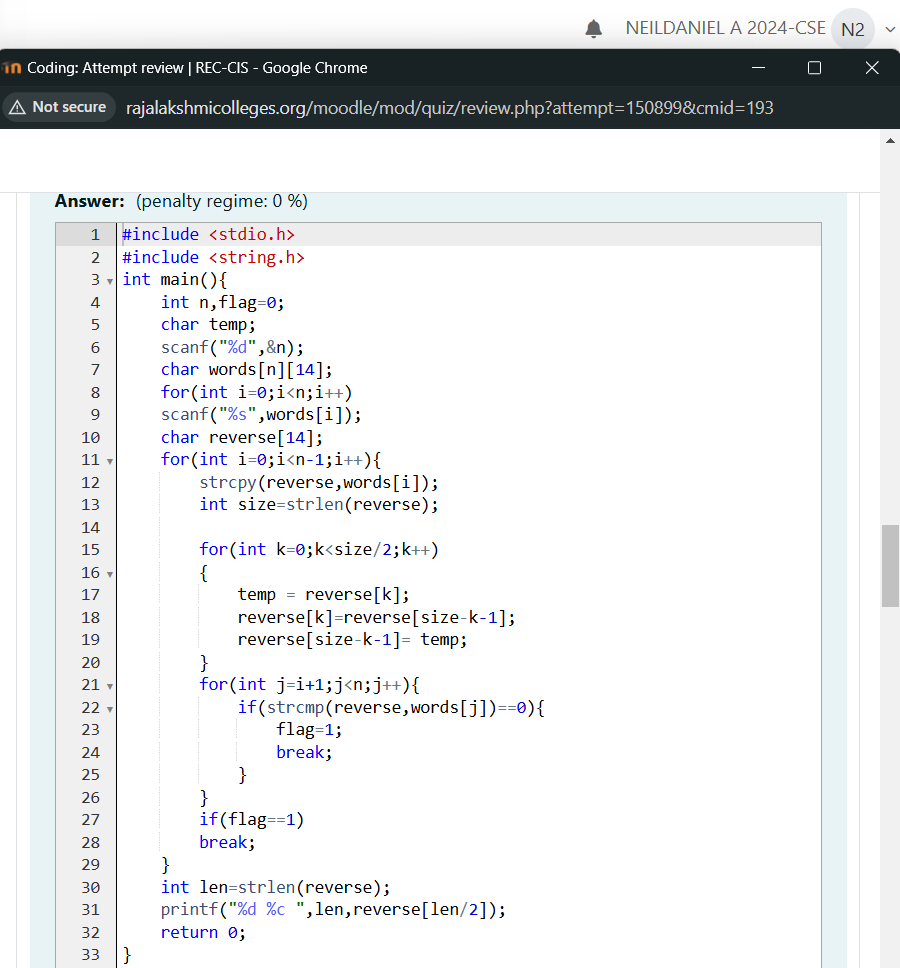 NEILDANIEL A 2024-CSE N2
Coding: Attempt review | REC-CIS - Google Chrome
Not secure rajalakshmicolleges.org/moodle/mod/quiz/review.php?attempt=150899&cmid=193
Answer: (penalty regime: 0 %)
1 #include <stdio.h>
2 #include <string.h>
3 int main(){
4     int n,flag=0;
5     char temp;
6     scanf("%d",&n);
7     char words[n][14];
8     for(int i=0;i<n;i++)
9     scanf("%s",words[i]);
10     char reverse[14];
11     for(int i=0;i<n-1;i++){
12         strcpy(reverse,words[i]);
13         int size=strlen(reverse);
14
15         for(int k=0;k<size/2;k++)
16         {
17             temp = reverse[k];
18             reverse[k]=reverse[size-k-1];
19             reverse[size-k-1]= temp;
20         }
21         for(int j=i+1;j<n;j++){
22             if(strcmp(reverse,words[j])==0){
23                 flag=1;
24                 break;
25             }
26         }
27         if(flag==1)
28         break;
29     }
30     int len=strlen(reverse);
31     printf("%d %c ",len,reverse[len/2]);
32     return 0;
33 }